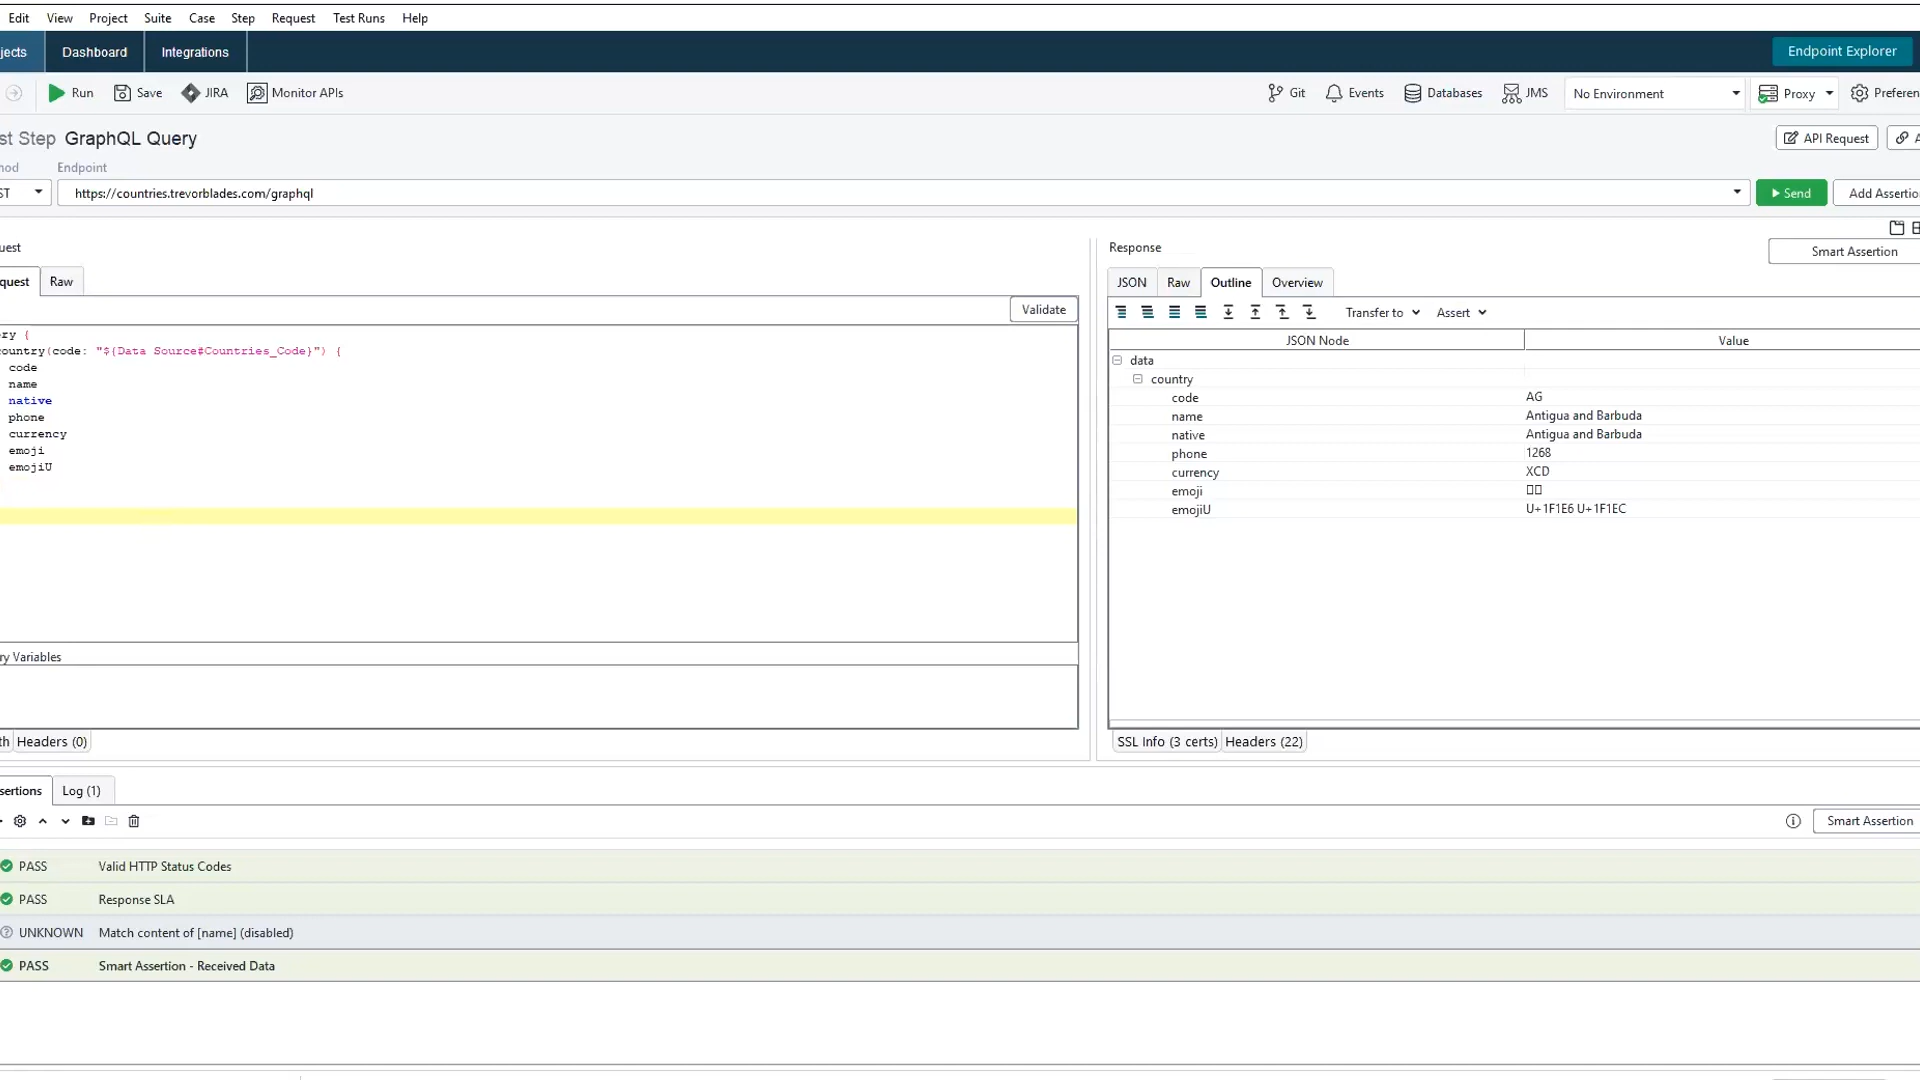 Edit View Project Suite Case Step Request Test Runs Help
jects Dashboard Integrations Endpoint Explorer
Run Save JIRA Monitor APIs Git Events Databases JMS No Environment Proxy Preferen
st Step GraphQL Query API Request A
nod Endpoint
ST https://countries.trevorblades.com/graphql Send Add Assertio
uest Response Smart Assertion
quest Raw JSON Raw Outline Overview
Validate Transfer to Assert
JSON Node Value
ry {
ountry(code: "${Data Source#Countries_Code}") {
code
name
native
phone
currency
emoji
emojiU
data
country
code AG
name Antigua and Barbuda
native Antigua and Barbuda
phone 1268
currency XCD
emoji
emojiU U+1F1E6 U+1F1EC
ry Variables
th Headers (0) SSL Info (3 certs) Headers (22)
sertions Log (1)
Smart Assertion
PASS Valid HTTP Status Codes
PASS Response SLA
UNKNOWN Match content of [name] (disabled)
PASS Smart Assertion - Received Data